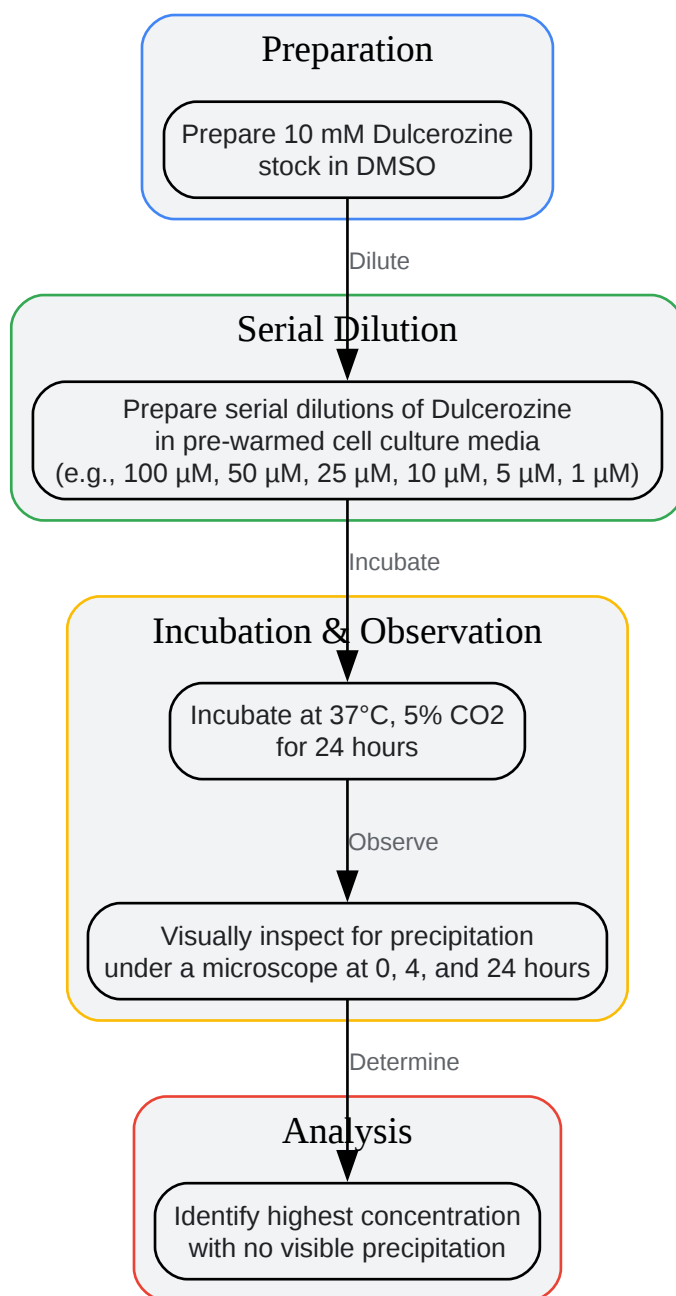 Preparation
Prepare 10 mM Dulcerozine
stock in DMSO
Dilute
Serial Dilution
Prepare serial dilutions of Dulcerozine
in pre-warmed cell culture media
(e.g., 100 µM, 50 µM, 25 µM, 10 µM, 5 µM, 1 µM)
Incubate
Incubation & Observation
Incubate at 37°C, 5% CO2
for 24 hours
Observe
Visually inspect for precipitation
under a microscope at 0, 4, and 24 hours
Determine
Analysis
Identify highest concentration
with no visible precipitation